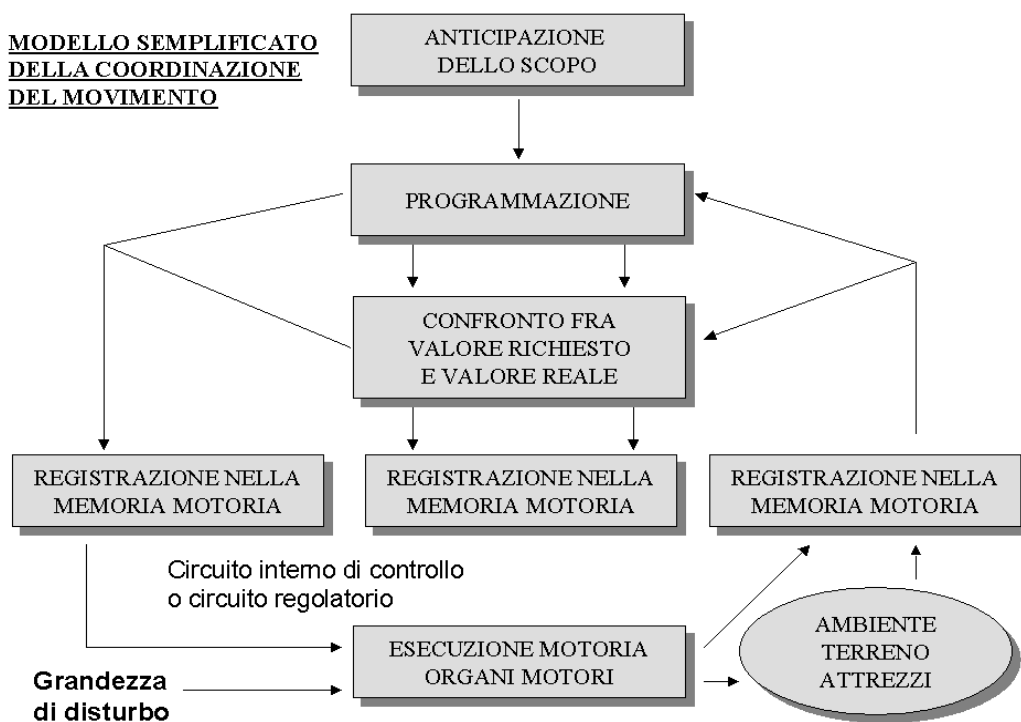 MODELLO SEMPLIFICATO
DELLA COORDINAZIONE
DEL MOVIMENTO
ANTICIPAZIONE
DELLO SCOPO
PROGRAMMAZIONE
CONFRONTO FRA
VALORE RICHIESTO
E VALORE REALE
REGISTRAZIONE NELLA
MEMORIA MOTORIA
REGISTRAZIONE NELLA
MEMORIA MOTORIA
REGISTRAZIONE NELLA
MEMORIA MOTORIA
Circuito interno di controllo
o circuito regolatorio
ESECUZIONE MOTORIA
ORGANI MOTORI
AMBIENTE
TERRENO
ATTREZZI
Grandezza
di disturbo